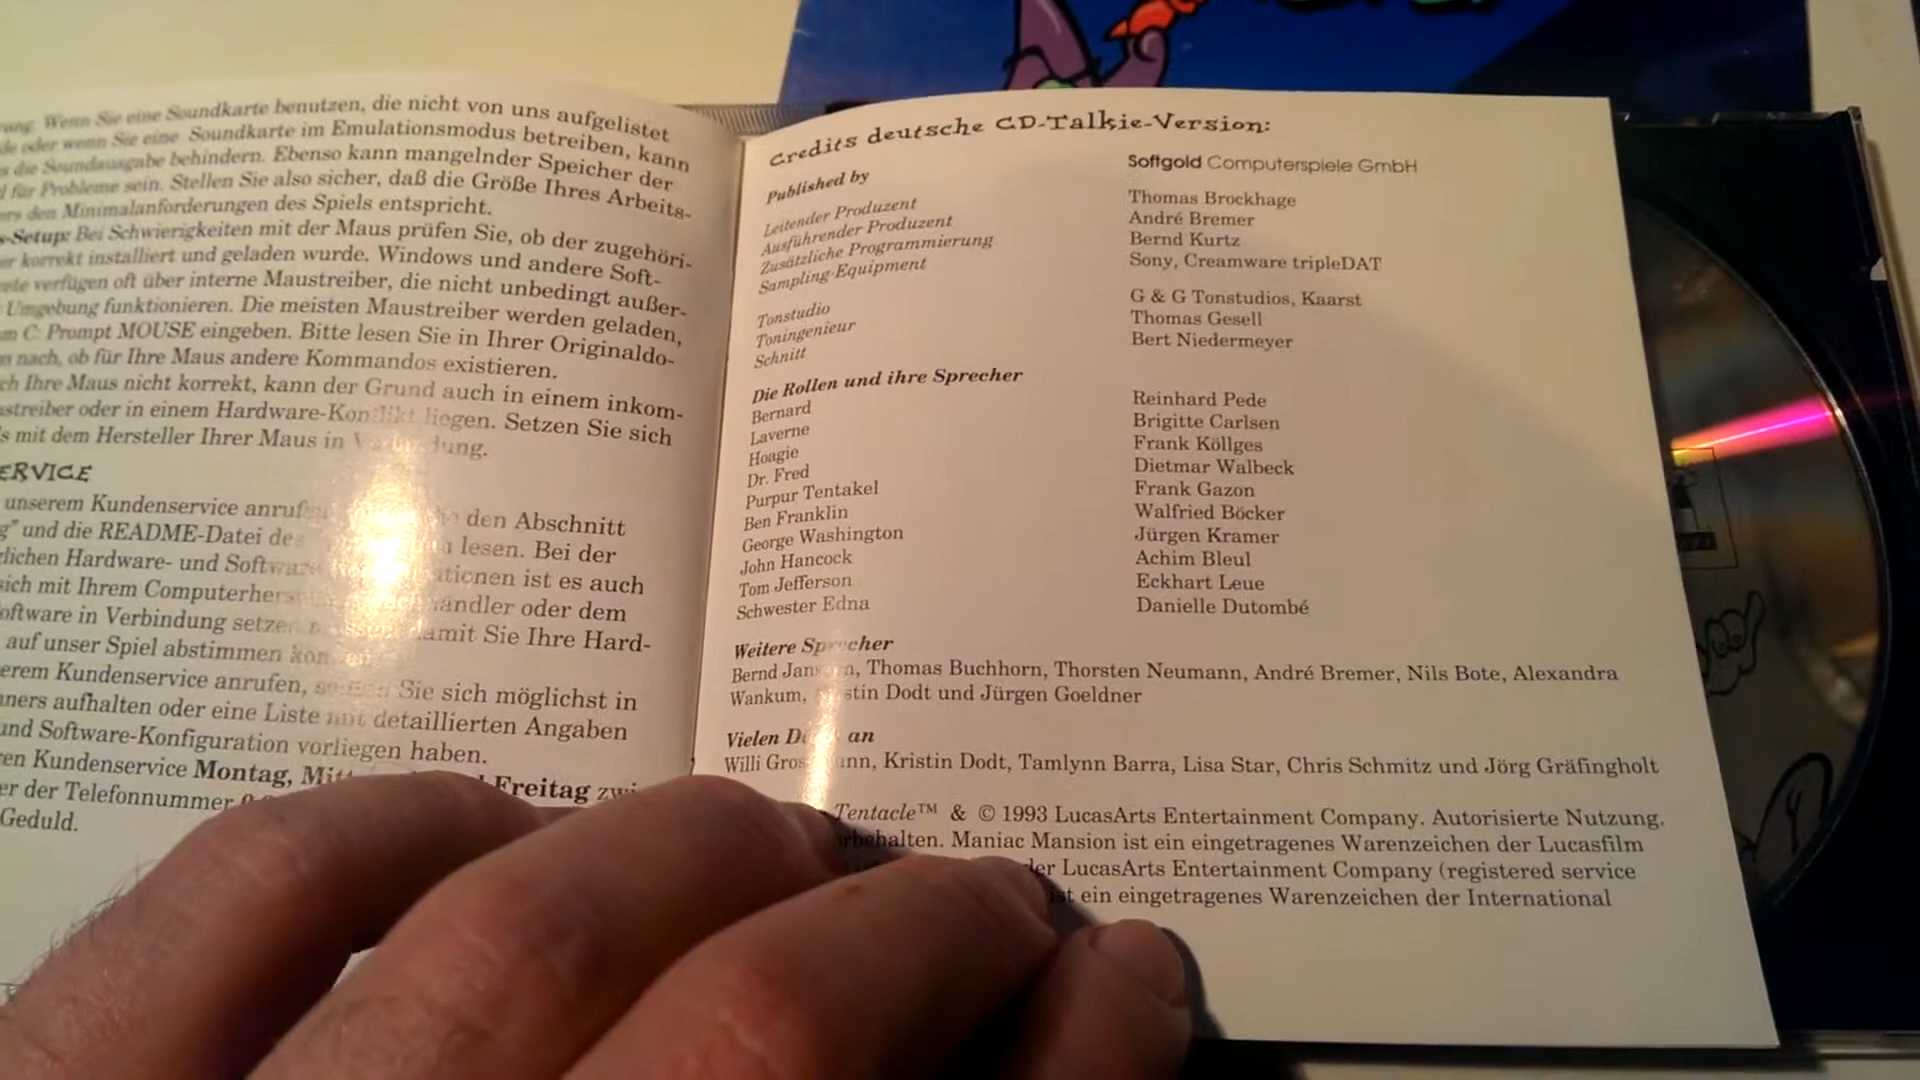 Wenn Sie eine Soundkarte benutzen, die nicht von uns aufgelistet
oder wenn Sie eine Soundkarte im Emulationsmodus betreiben, kann
die Soundausgabe behindern. Ebenso kann mangelnder Speicher der
für Probleme sein. Stellen Sie also sicher, daß die Größe Ihres Arbeits-
den Minimalanforderungen des Spiels entspricht.
-Setup: Bei Schwierigkeiten mit der Maus prüfen Sie, ob der zugehöri-
korrekt installiert und geladen wurde. Windows und andere Soft-
verfügen oft über interne Maustreiber, die nicht unbedingt außer-
Umgebung funktionieren. Die meisten Maustreiber werden geladen,
C: Prompt MOUSE eingeben. Bitte lesen Sie in Ihrer Originaldo-
nach, ob für Ihre Maus andere Kommandos existieren.
Ihre Maus nicht korrekt, kann der Grund auch in einem inkom-
oder in einem Hardware-Konflikt liegen. Setzen Sie sich
mit dem Hersteller Ihrer Maus in Verbindung.
ERVICE
unserem Kundenservice den Abschnitt
und die README-Datei lesen. Bei der
Hardware- und ist es auch
mit Ihrem oder dem
in Verbindung damit Sie Ihre Hard-
auf unser Spiel abstimmen
Kundenservice anrufen, Sie sich möglichst in
aufhalten oder eine Liste mit detaillierten Angaben
und Software-Konfiguration vorliegen haben.
Kundenservice Montag, Freitag
der Telefonnummer
Geduld.
Credits deutsche CD-Talkie-Version:
Published by Softgold Computerspiele GmbH
Leitender Produzent Thomas Brockhage
Ausführender Produzent André Bremer
Zusätzliche Programmierung Bernd Kurtz
Sampling-Equipment Sony, Creamware tripleDAT
Tonstudio G & G Tonstudios, Kaarst
Toningenieur Thomas Gesell
Schnitt Bert Niedermeyer
Die Rollen und ihre Sprecher
Bernard Reinhard Pede
Laverne Brigitte Carlsen
Hoagie Frank Köllges
Dr. Fred Dietmar Walbeck
Purpur Tentakel Frank Gazon
Ben Franklin Walfried Böcker
George Washington Jürgen Kramer
John Hancock Achim Bleul
Tom Jefferson Eckhart Leue
Schwester Edna Danielle Dutombé
Weitere Sprecher
Bernd Thomas Buchhorn, Thorsten Neumann, André Bremer, Nils Bote, Alexandra
Wankum, Dodt und Jürgen Goeldner
Vielen an
Willi Kristin Dodt, Tamlynn Barra, Lisa Star, Chris Schmitz und Jörg Gräfingholt
Tentacle™ & © 1993 LucasArts Entertainment Company. Autorisierte Nutzung.
Maniac Mansion ist ein eingetragenes Warenzeichen der Lucasfilm
der LucasArts Entertainment Company (registered service
ist ein eingetragenes Warenzeichen der International